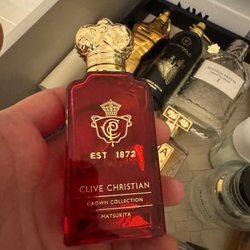 EST 1872
CLIVE CHRISTIAN
CROWN COLLECTION
MATSUKITA